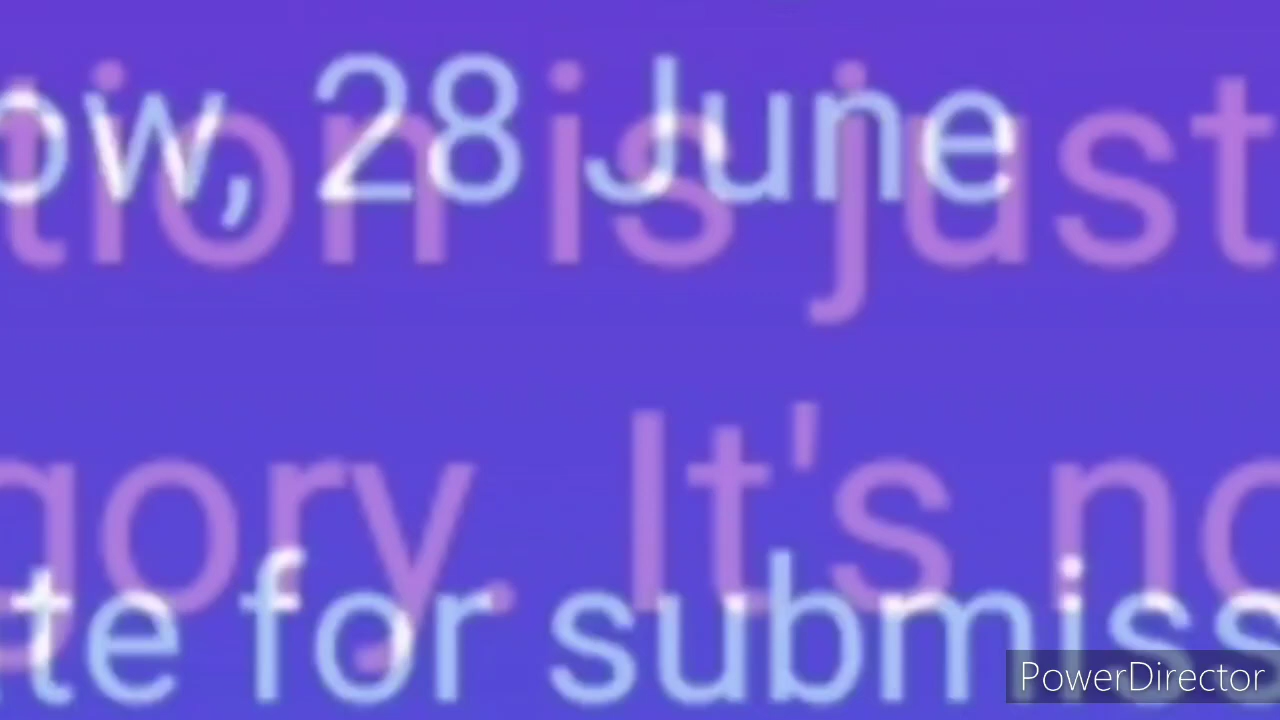 ow, 28 June
tion is just
gory. It's no
te for submiss
PowerDirector